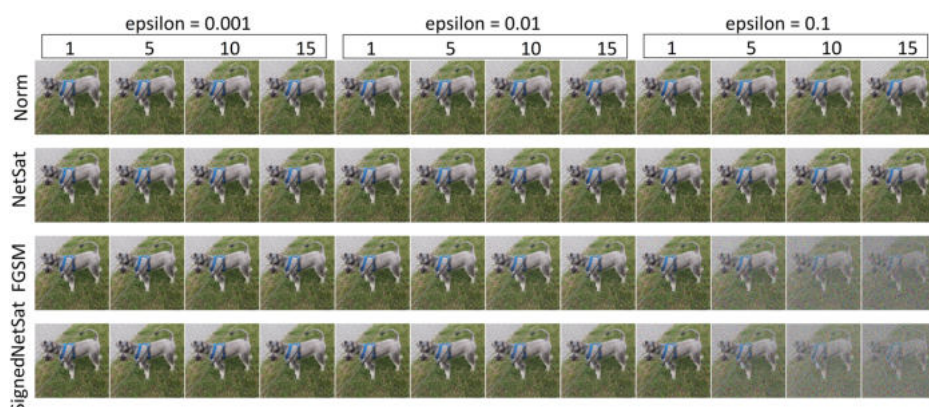 epsilon = 0.001 epsilon = 0.01 epsilon = 0.1
1 5 10 15 1 5 10 15 1 5 10 15
Norm
NetSat
FGSM
SignedNetSat